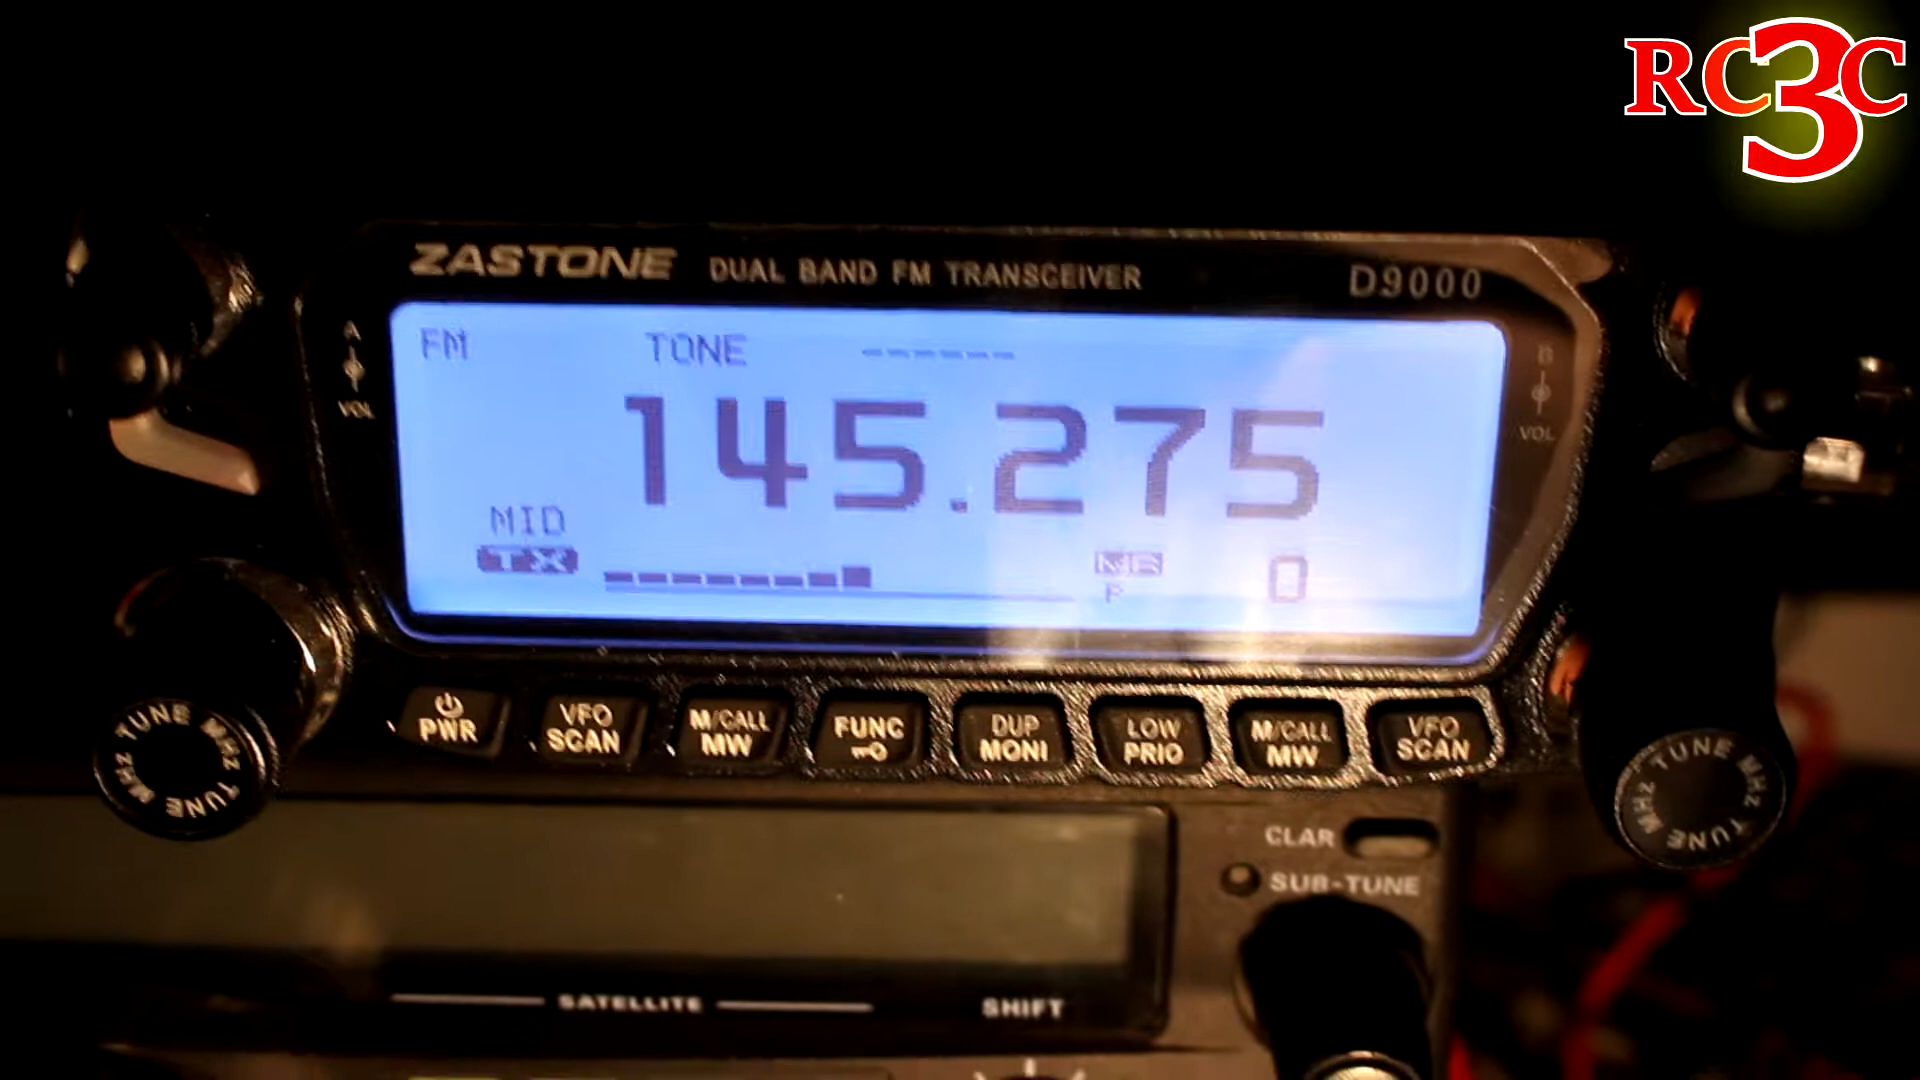 RC3C
ZASTONE DUAL BAND FM TRANSCEIVER D9000
A
VOL
B
VOL
FM TONE ------
145.275
MID
TX
MR 0
P
PWR
VFO
SCAN
M/CALL
MW
FUNC
DUP
MONI
LOW
PRIO
M/CALL
MW
VFO
SCAN
TUNE MHz TUNE MHz
TUNE MHz TUNE MHz
CLAR
SUB-TUNE
SATELLITE
SHIFT